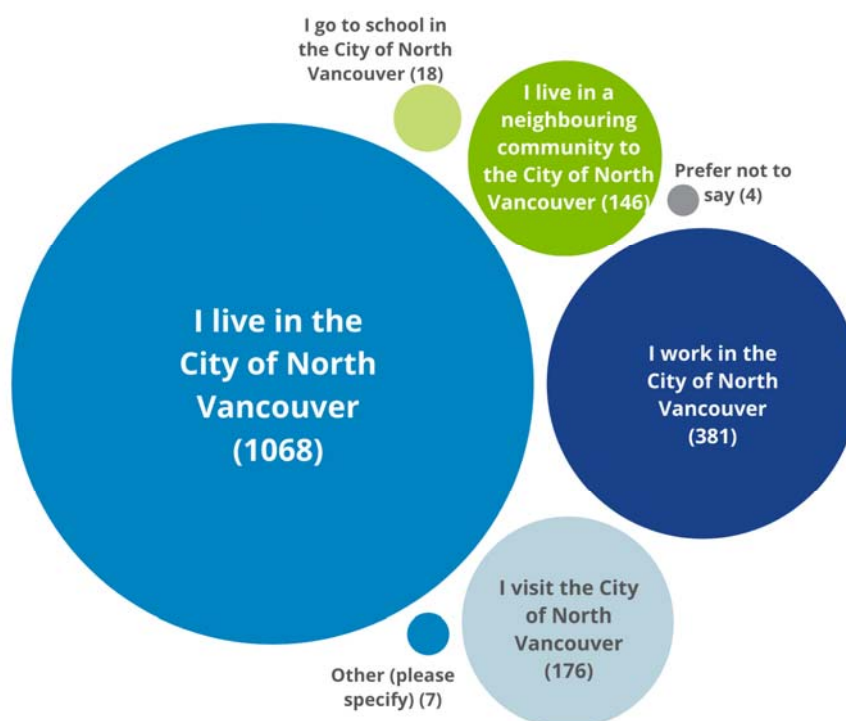 I go to school in
the City of North
Vancouver (18)
I live in a
neighbouring
community to
the City of North
Vancouver (146)
Prefer not to
say (4)
I live in the
City of North
Vancouver
(1068)
I work in the
City of North
Vancouver
(381)
I visit the City
of North
Vancouver
(176)
Other (please
specify) (7)